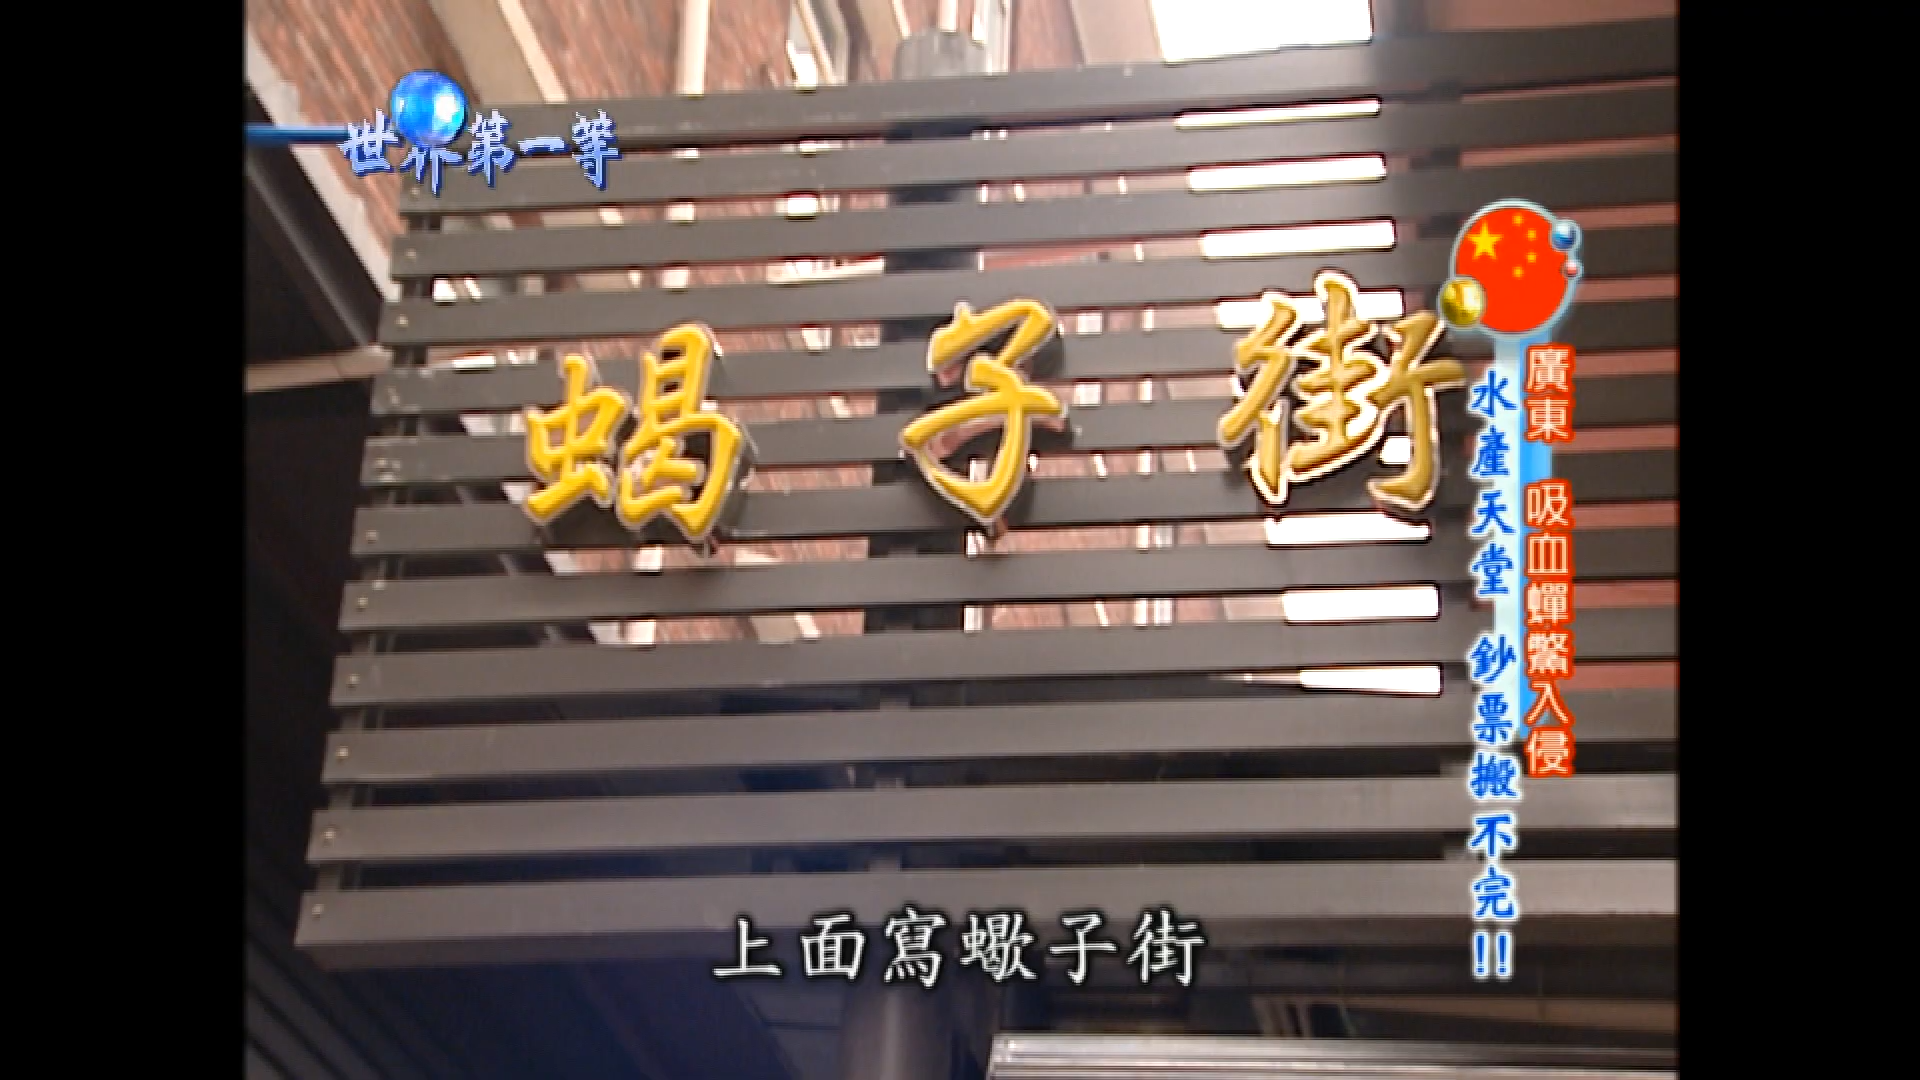 世界第一等
蝎子街
廣東 吸血蟬驚入侵
水產天堂 鈔票搬不完!!
上面寫蠍子街